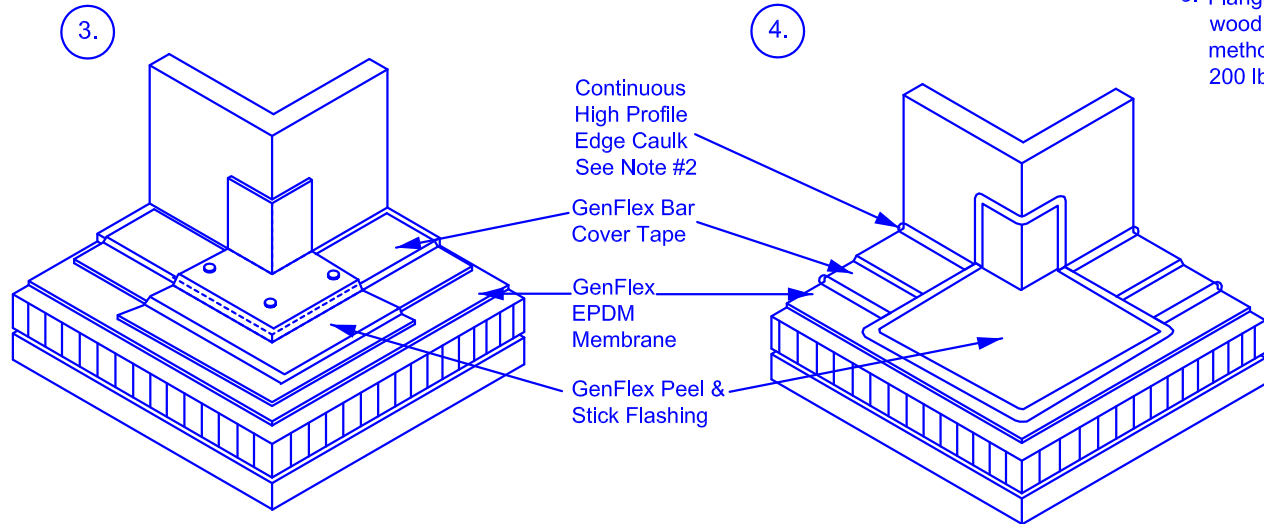 3.
4.
wood
200 lb
Continuous
High Profile
Edge Caulk
See Note #2
GenFlex Bar
Cover Tape
GenFlex
EPDM
Membrane
GenFlex Peel &
Stick Flashing